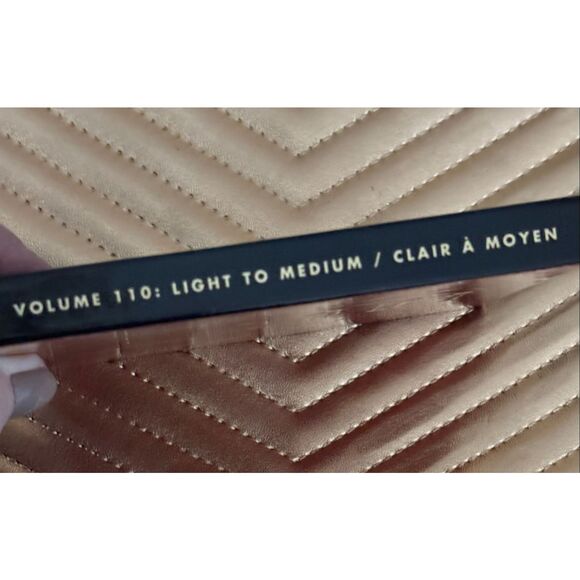 VOLUME 110: LIGHT TO MEDIUM / CLAIR À MOYEN